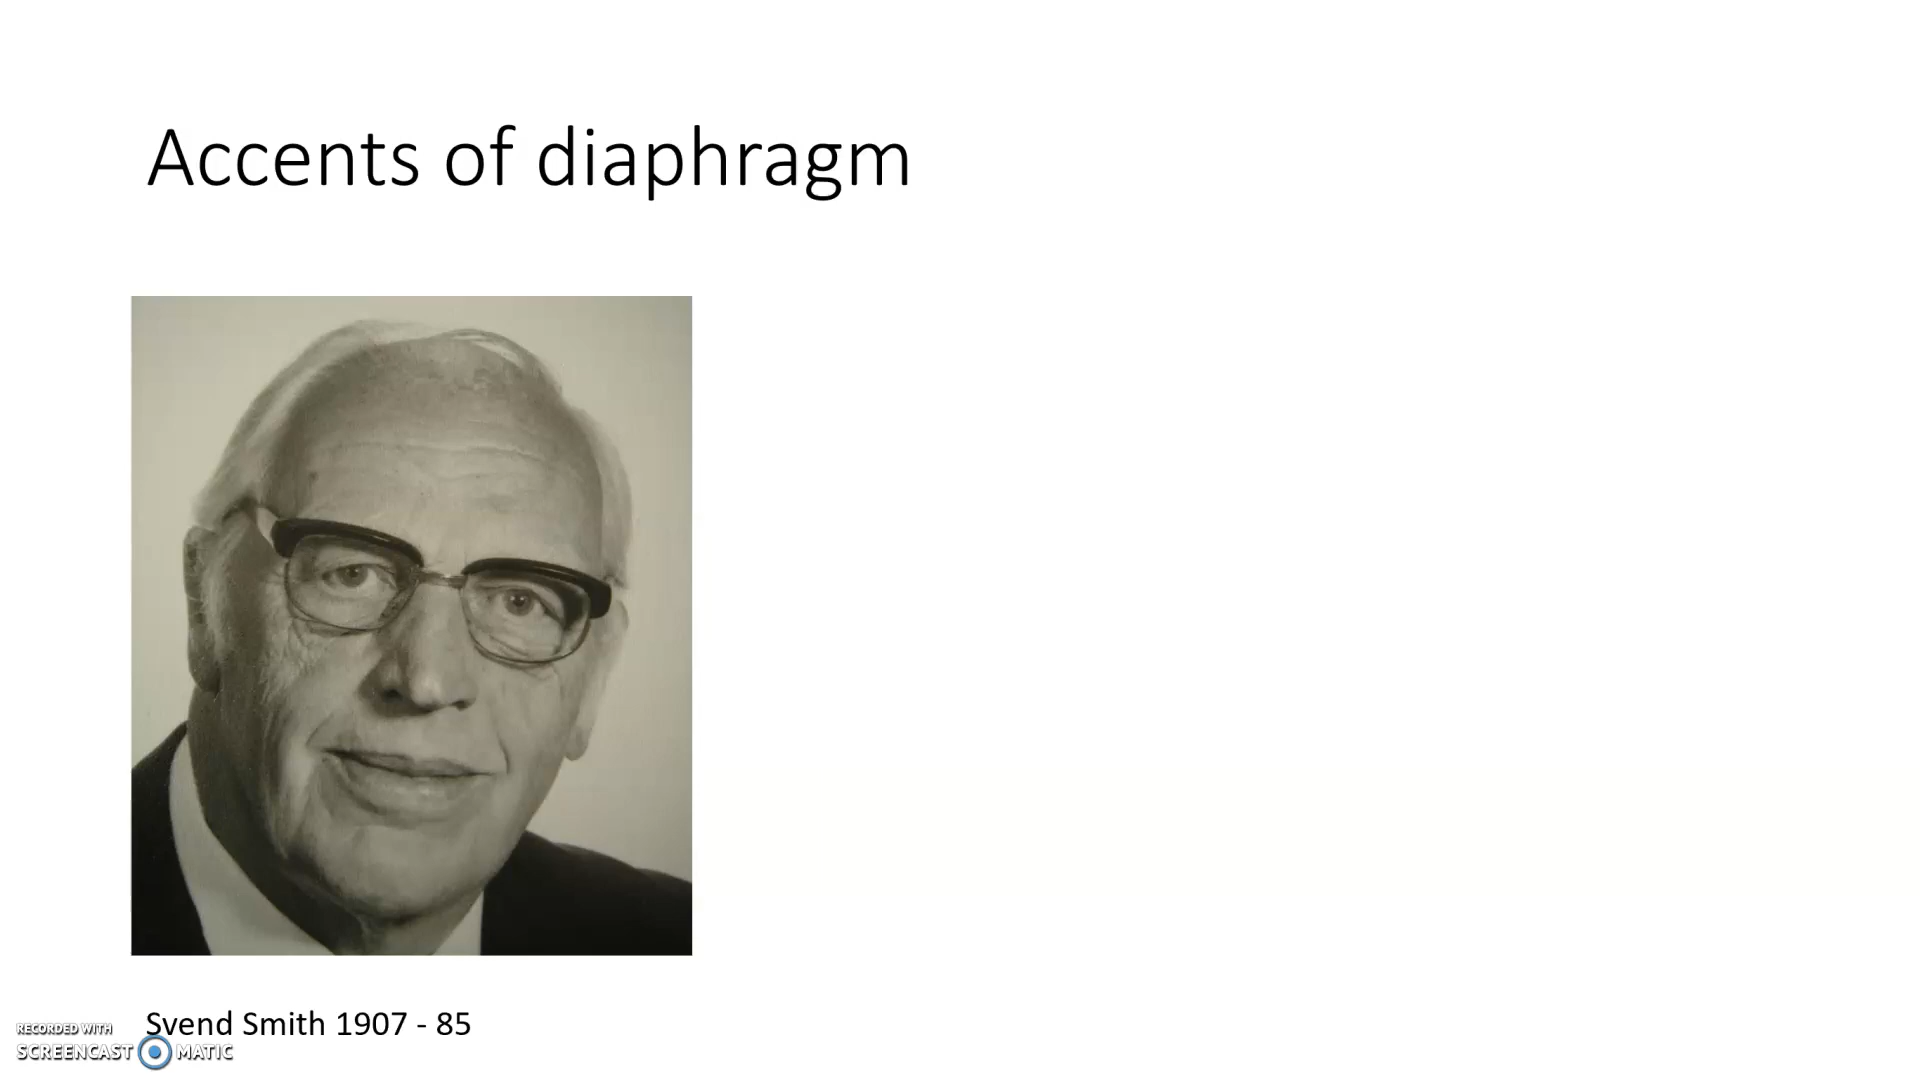 Accents of diaphragm
Svend Smith 1907 - 85
RECORDED WITH
SCREENCAST MATIC